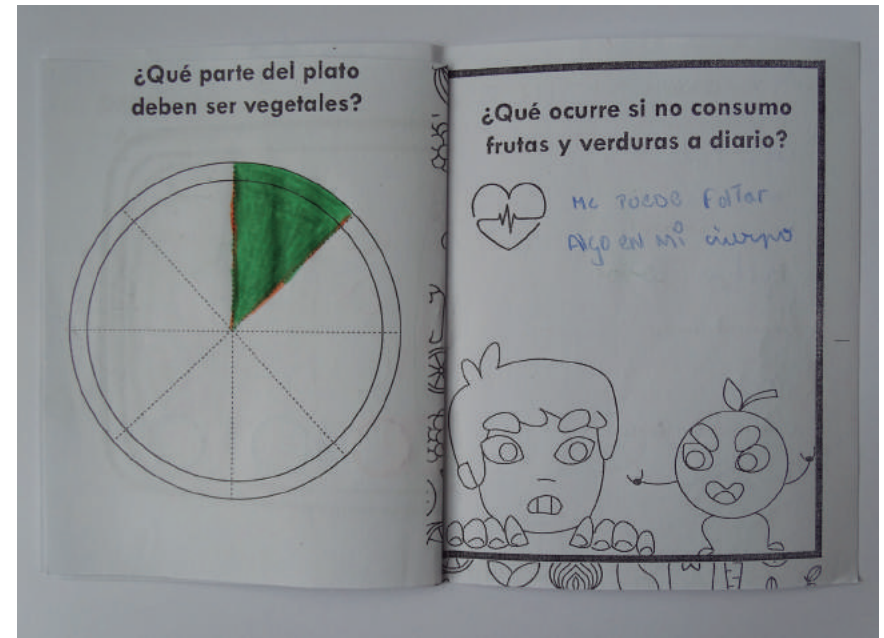 ¿Qué parte del plato
deben ser vegetales?
¿Qué ocurre si no consumo
frutas y verduras a diario?
Me puede faltar
Algo en mi cuerpo